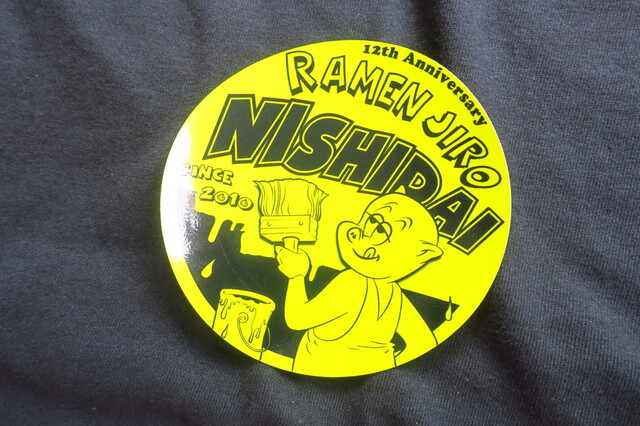 12th Anniversary
RAMEN JIRO
NISHIDAI
SINCE
2010